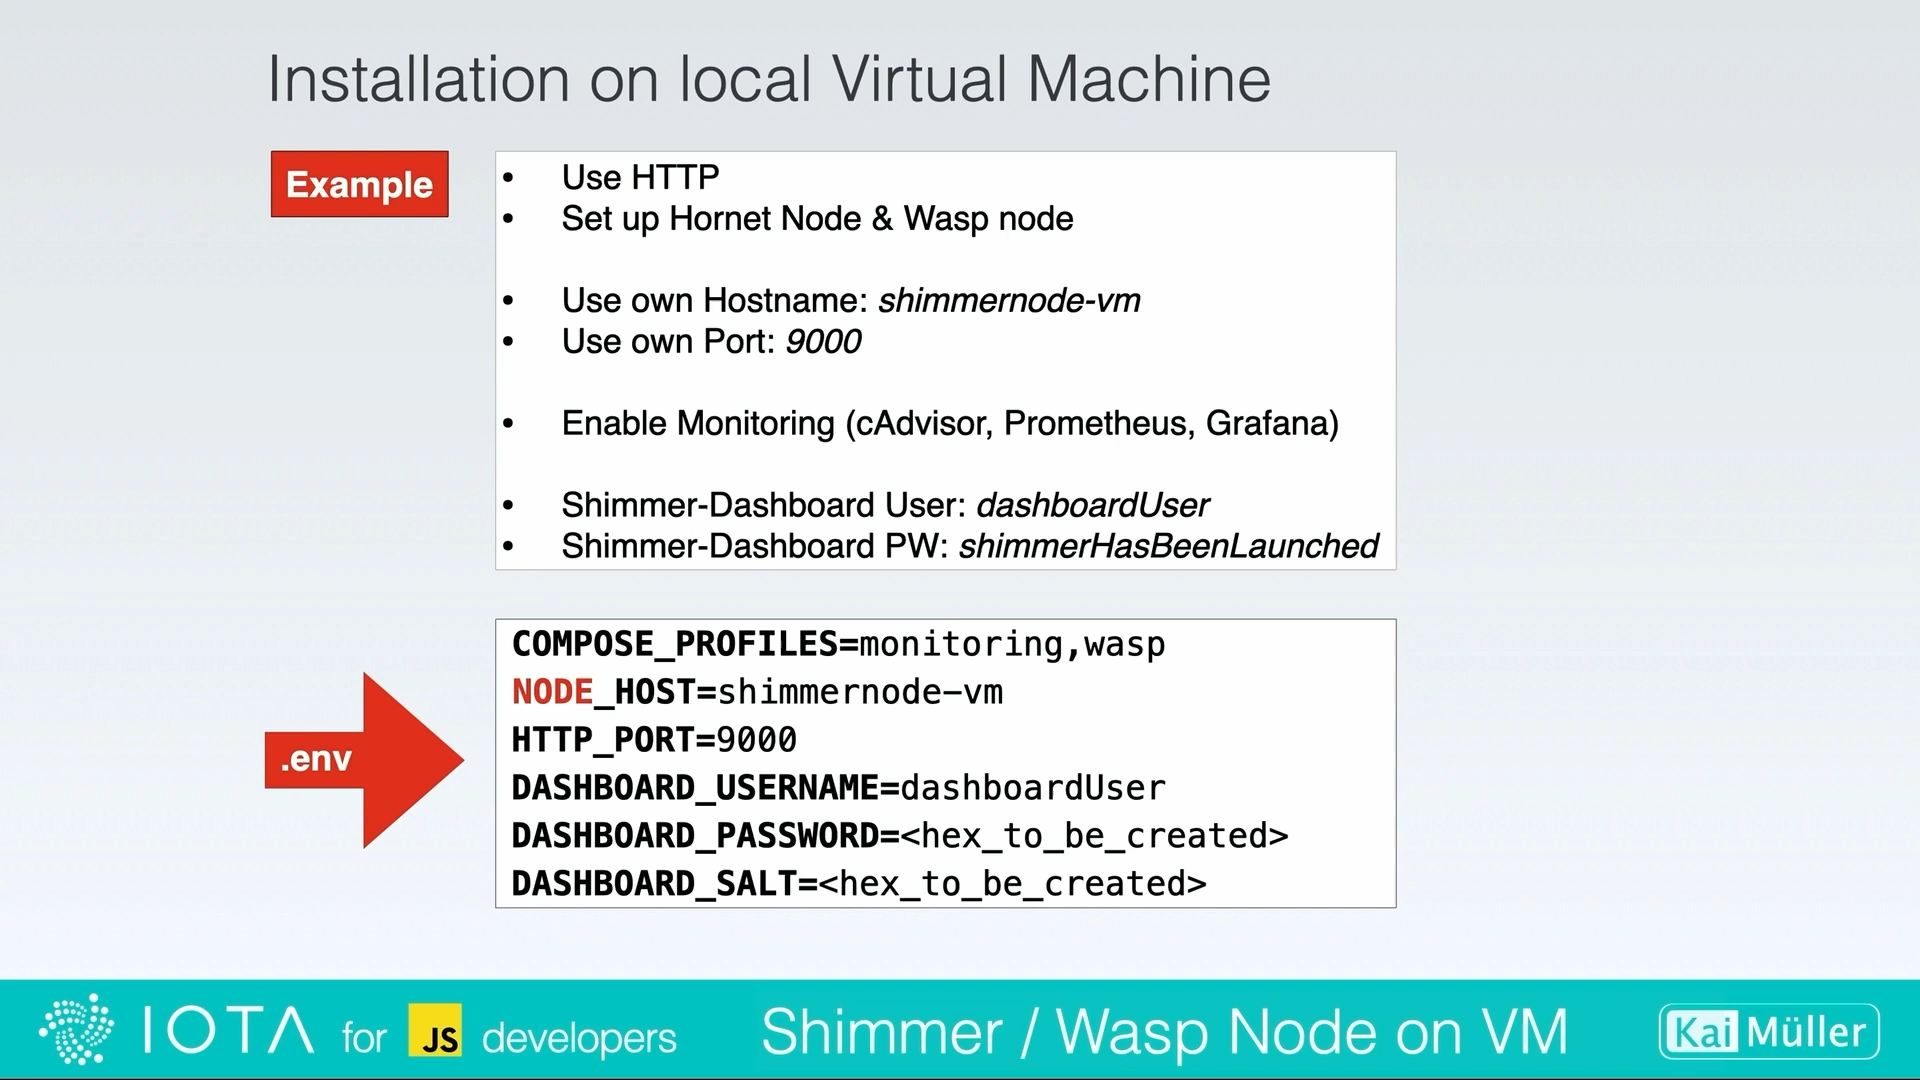 Installation on local Virtual Machine
Example
• Use HTTP
• Set up Hornet Node & Wasp node
• Use own Hostname: shimmernode-vm
• Use own Port: 9000
• Enable Monitoring (cAdvisor, Prometheus, Grafana)
• Shimmer-Dashboard User: dashboardUser
• Shimmer-Dashboard PW: shimmerHasBeenLaunched
.env
COMPOSE_PROFILES=monitoring,wasp
NODE_HOST=shimmernode-vm
HTTP_PORT=9000
DASHBOARD_USERNAME=dashboardUser
DASHBOARD_PASSWORD=<hex_to_be_created>
DASHBOARD_SALT=<hex_to_be_created>
IOTA for JS developers
Shimmer / Wasp Node on VM
Kai Müller